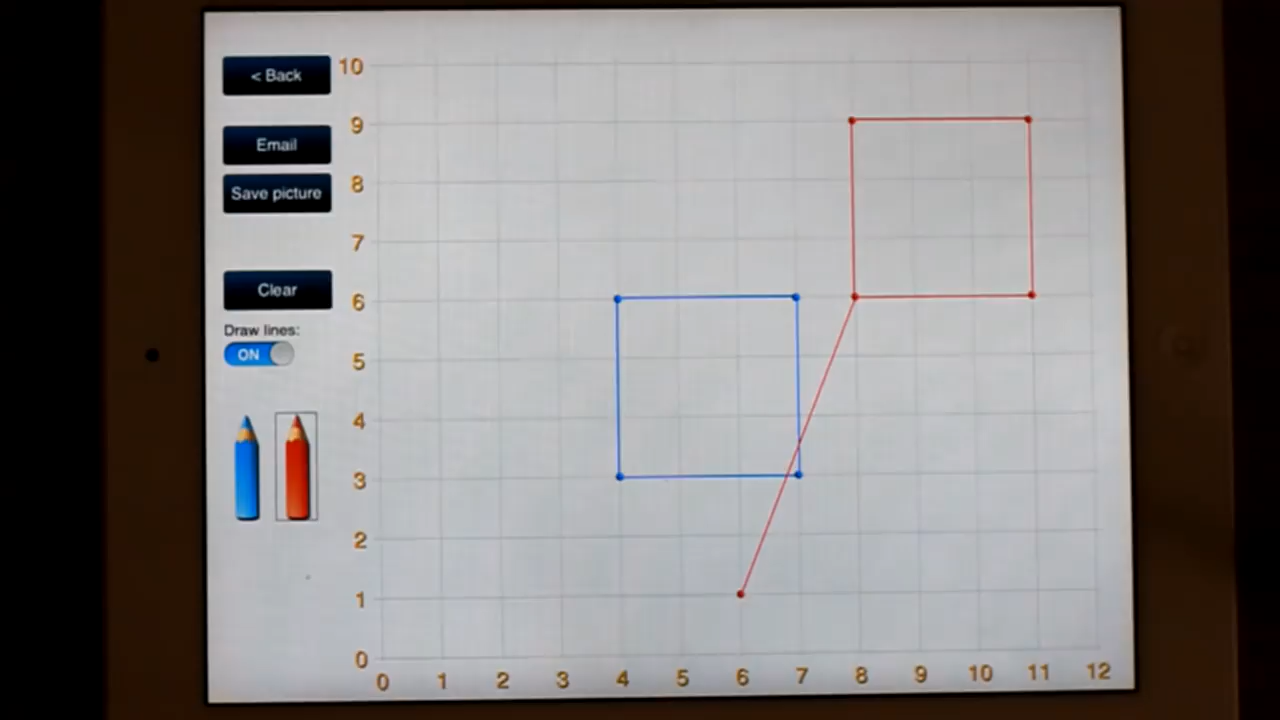 < Back
Email
Save picture
Clear
Draw lines:
ON
10
9
8
7
6
5
4
3
2
1
0
0 1 2 3 4 5 6 7 8 9 10 11 12